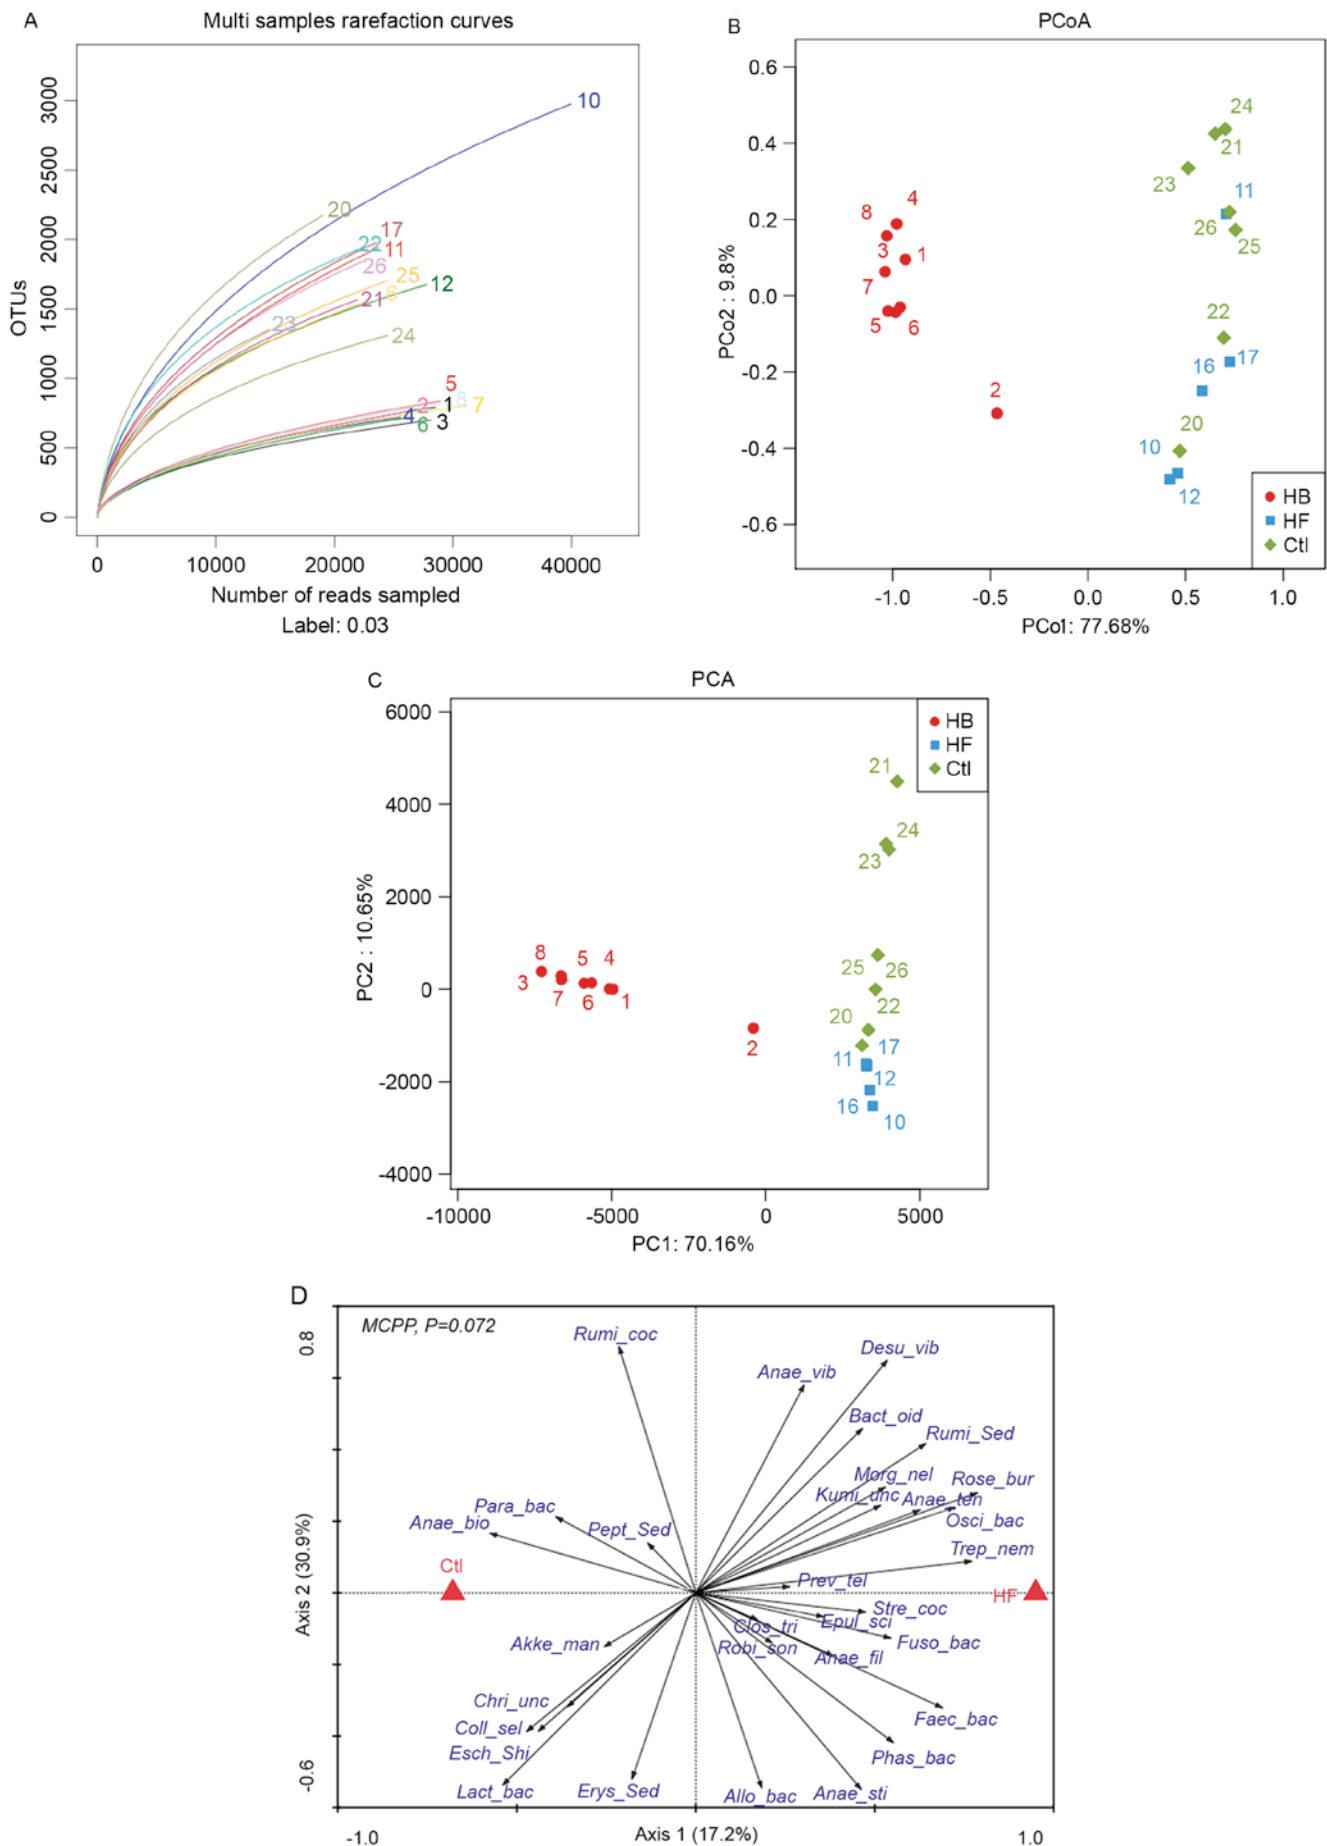 A
Multi samples rarefaction curves
OTUs
3000
2500
2000
1500
1000
500
0
10
20
17
22
11
26
25
6
12
21
23
24
5
8
2
1
7
4
6
3
0 10000 20000 30000 40000
Number of reads sampled
Label: 0.03
B
PCoA
PCo2 : 9.8%
0.6
0.4
0.2
0.0
-0.2
-0.4
-0.6
24
21
23
11
4
8
26
25
3
1
7
22
5
6
16
17
2
20
10
12
HB
HF
Ctl
-1.0 -0.5 0.0 0.5 1.0
PCo1: 77.68%
C
PCA
PC2 : 10.65%
6000
4000
2000
0
-2000
-4000
HB
HF
Ctl
21
24
23
8
5
4
3
7
6
1
25
26
22
20
2
11
17
12
16
10
-10000 -5000 0 5000
PC1: 70.16%
D
MCPP, P=0.072
0.8
Axis 2 (30.9%)
-0.6
Rumi_coc
Desu_vib
Anae_vib
Bact_oid
Rumi_Sed
Morg_nel
Rose_bur
Kumi_unc
Anae_ten
Para_bac
Anae_bio
Pept_Sed
Osci_bac
Trep_nem
Ctl
Prev_tel
HF
Stre_coc
Clos_tri
Epul_sci
Akke_man
Robi_son
Fuso_bac
Anae_fil
Chri_unc
Coll_sel
Faec_bac
Esch_Shi
Phas_bac
Lact_bac
Erys_Sed
Allo_bac
Anae_sti
-1.0
Axis 1 (17.2%)
1.0